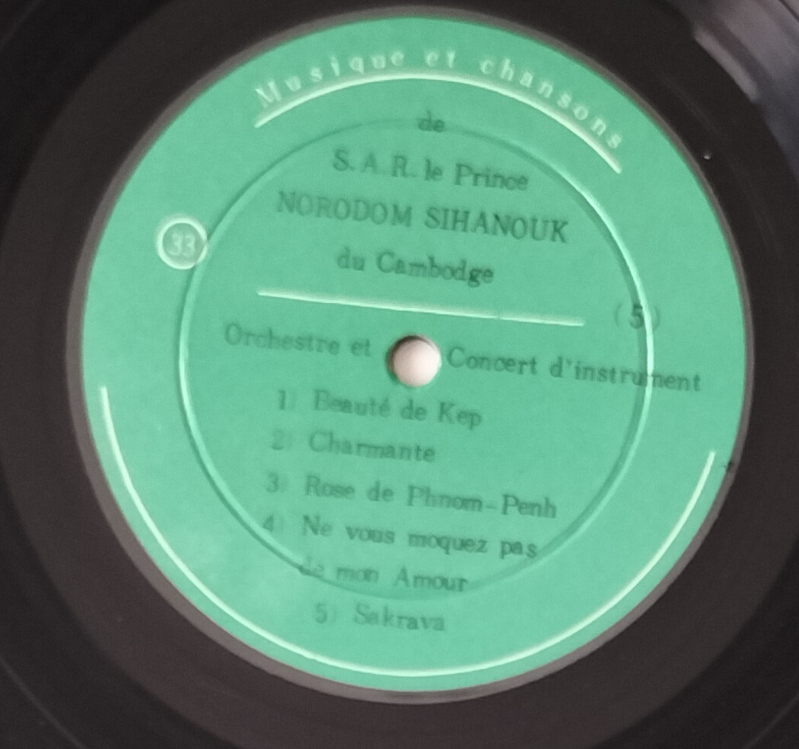 Musique et chansons
de
S.A.R. le Prince
NORODOM SIHANOUK
du Cambodge
33
(5)
Orchestre et Concert d'instrument
1) Beauté de Kep
2) Charmante
3) Rose de Phnom-Penh
4) Ne vous moquez pas
de mon Amour
5) Sakrava